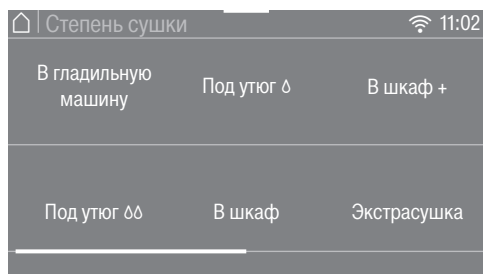 Степень сушки 11:02
В гладильную
машину
Под утюг
В шкаф +
Под утюг
В шкаф
Экстрасушка